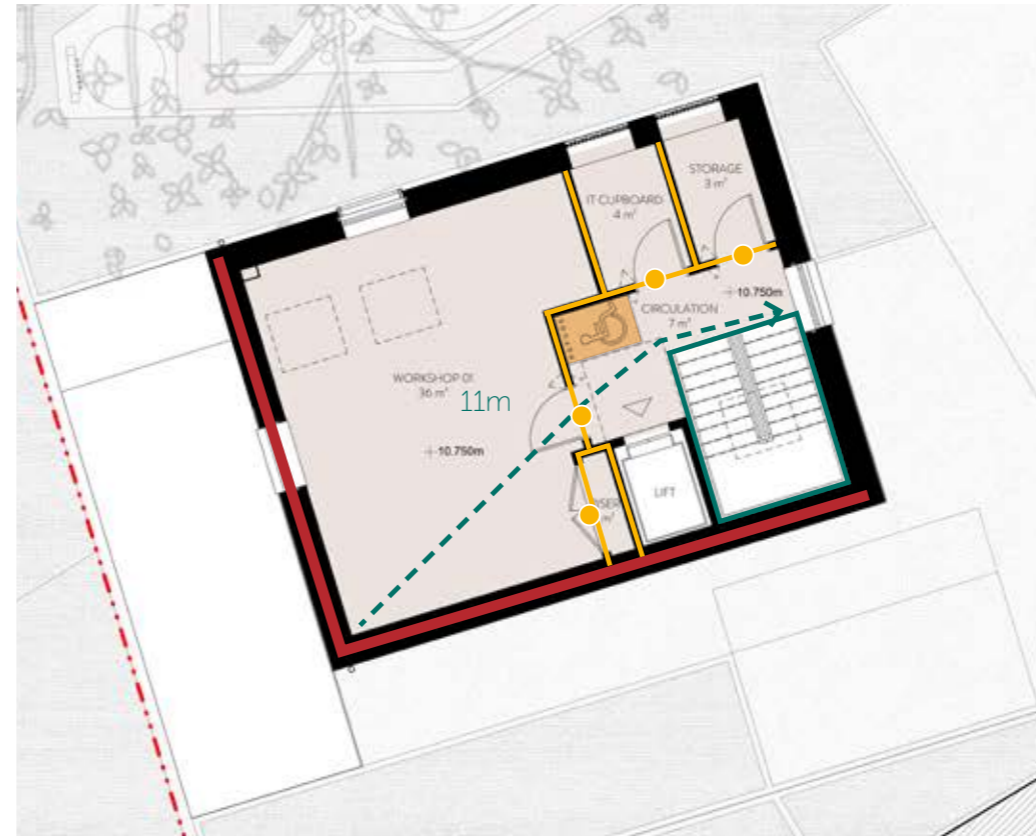 STORAGE
3 m²
IT CUPBOARD
4 m²
10.750m
CIRCULATION
7 m²
WORKSHOP 01
36 m²
11m
10.750m
LIFT
m²